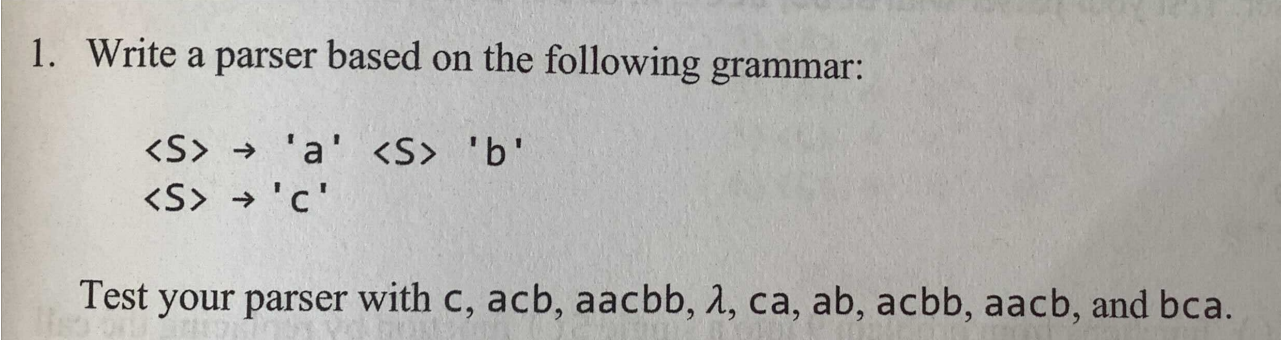 1. Write a parser based on the following grammar:
<S> → 'a' <S> 'b'
<S> → 'c'
Test your parser with c, acb, aacbb, λ, ca, ab, acbb, aacb, and bca.